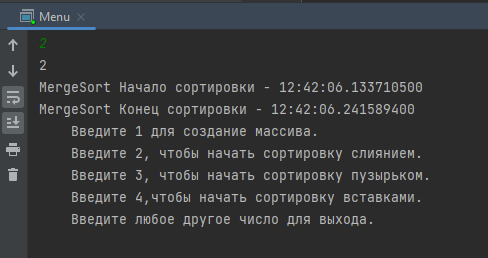 Menu
2
2
MergeSort Начало сортировки - 12:42:06.133710500
MergeSort Конец сортировки - 12:42:06.241589400
Введите 1 для создание массива.
Введите 2, чтобы начать сортировку слиянием.
Введите 3, чтобы начать сортировку пузырьком.
Введите 4,чтобы начать сортировку вставками.
Введите любое другое число для выхода.